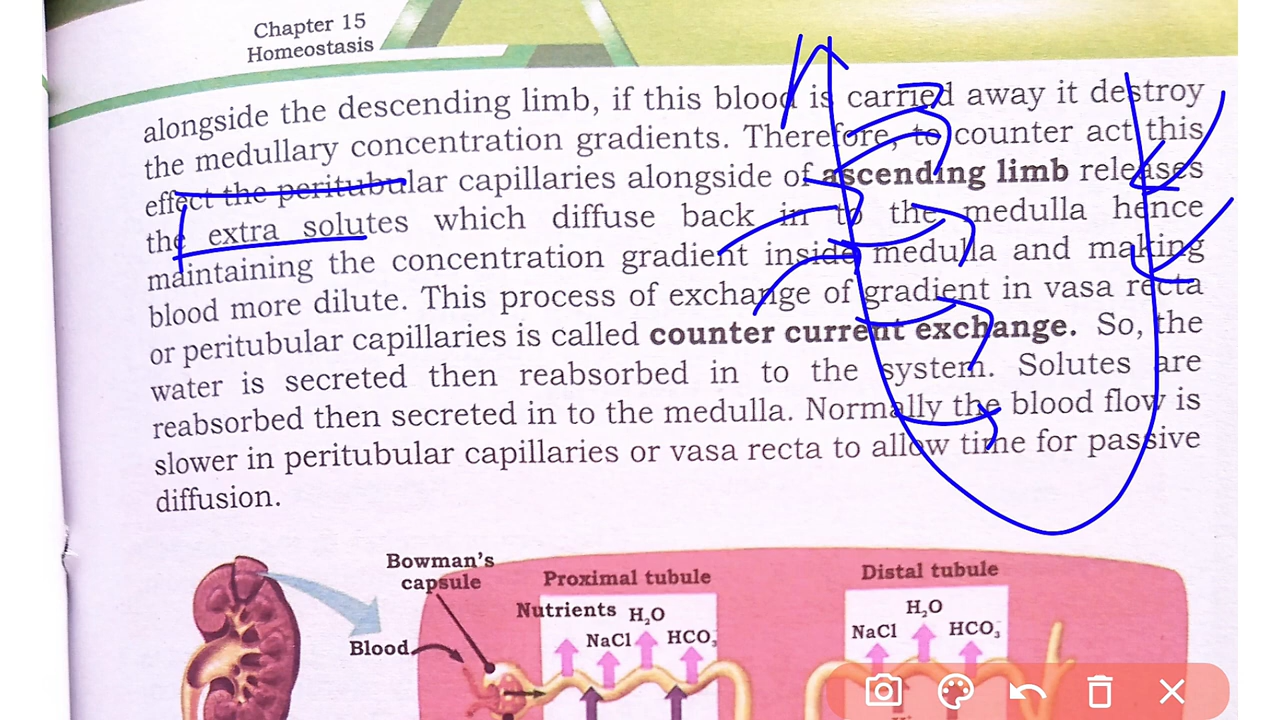 Chapter 15
Homeostasis
alongside the descending limb, if this blood is carried away it destroy
the medullary concentration gradients. Therefore, to counter act this
effect the peritubular capillaries alongside of ascending limb releases
the extra solutes which diffuse back in to the medulla hence
maintaining the concentration gradient inside medulla and making
blood more dilute. This process of exchange of gradient in vasa recta
or peritubular capillaries is called counter current exchange. So, the
water is secreted then reabsorbed in to the system. Solutes are
reabsorbed then secreted in to the medulla. Normally the blood flow is
slower in peritubular capillaries or vasa recta to allow time for passive
diffusion.
Bowman's
capsule
Proximal tubule
Distal tubule
Nutrients H₂O
NaCl HCO₃
H₂O
NaCl HCO₃
Blood